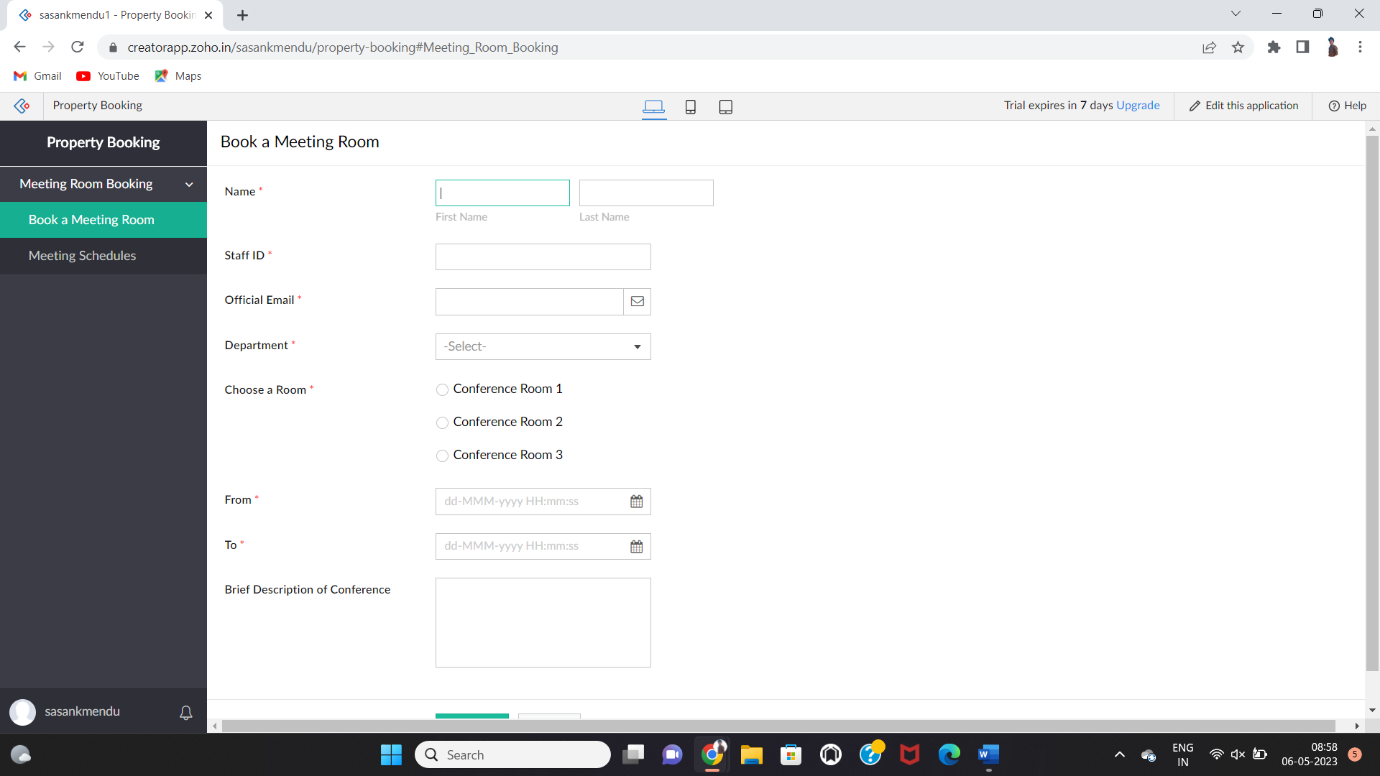 sasankmendu1 - Property Bookin
creatorapp.zoho.in/sasankmendu/property-booking#Meeting_Room_Booking
Gmail YouTube Maps
Property Booking
Trial expires in 7 days Upgrade
Edit this application
Help
Property Booking
Book a Meeting Room
Meeting Room Booking
Book a Meeting Room
Meeting Schedules
Name *
First Name
Last Name
Staff ID *
Official Email *
Department *
-Select-
Choose a Room *
Conference Room 1
Conference Room 2
Conference Room 3
From *
dd-MMM-yyyy HH:mm:ss
To *
dd-MMM-yyyy HH:mm:ss
Brief Description of Conference
sasankmendu
Search
ENG
IN
08:58
06-05-2023
5